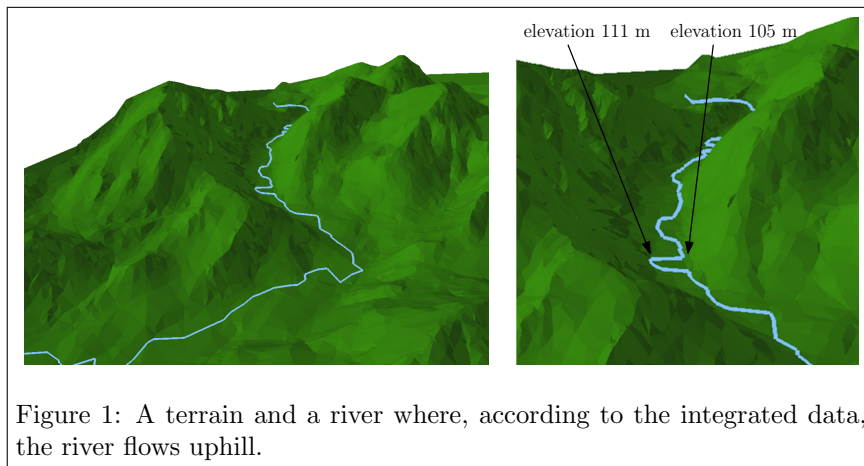 elevation 111 m elevation 105 m
Figure 1: A terrain and a river where, according to the integrated data,
the river flows uphill.